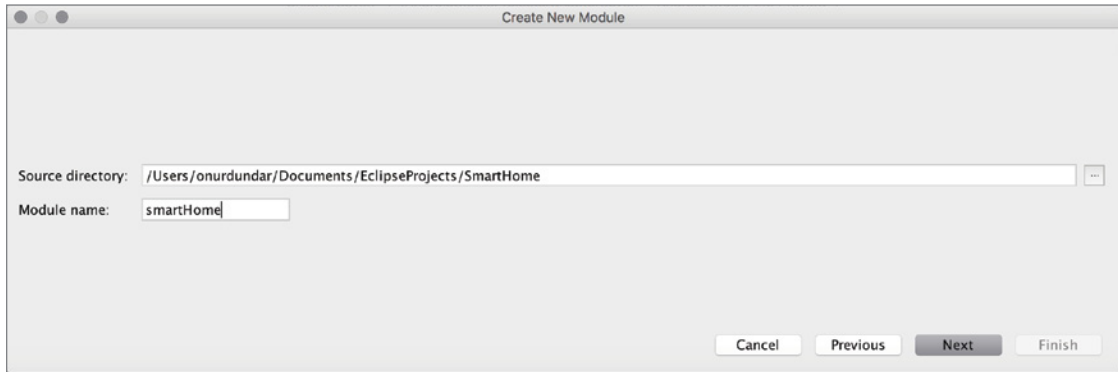 Create New Module
Source directory: /Users/onurdundar/Documents/EclipseProjects/SmartHome ...
Module name: smartHome
Cancel Previous Next Finish